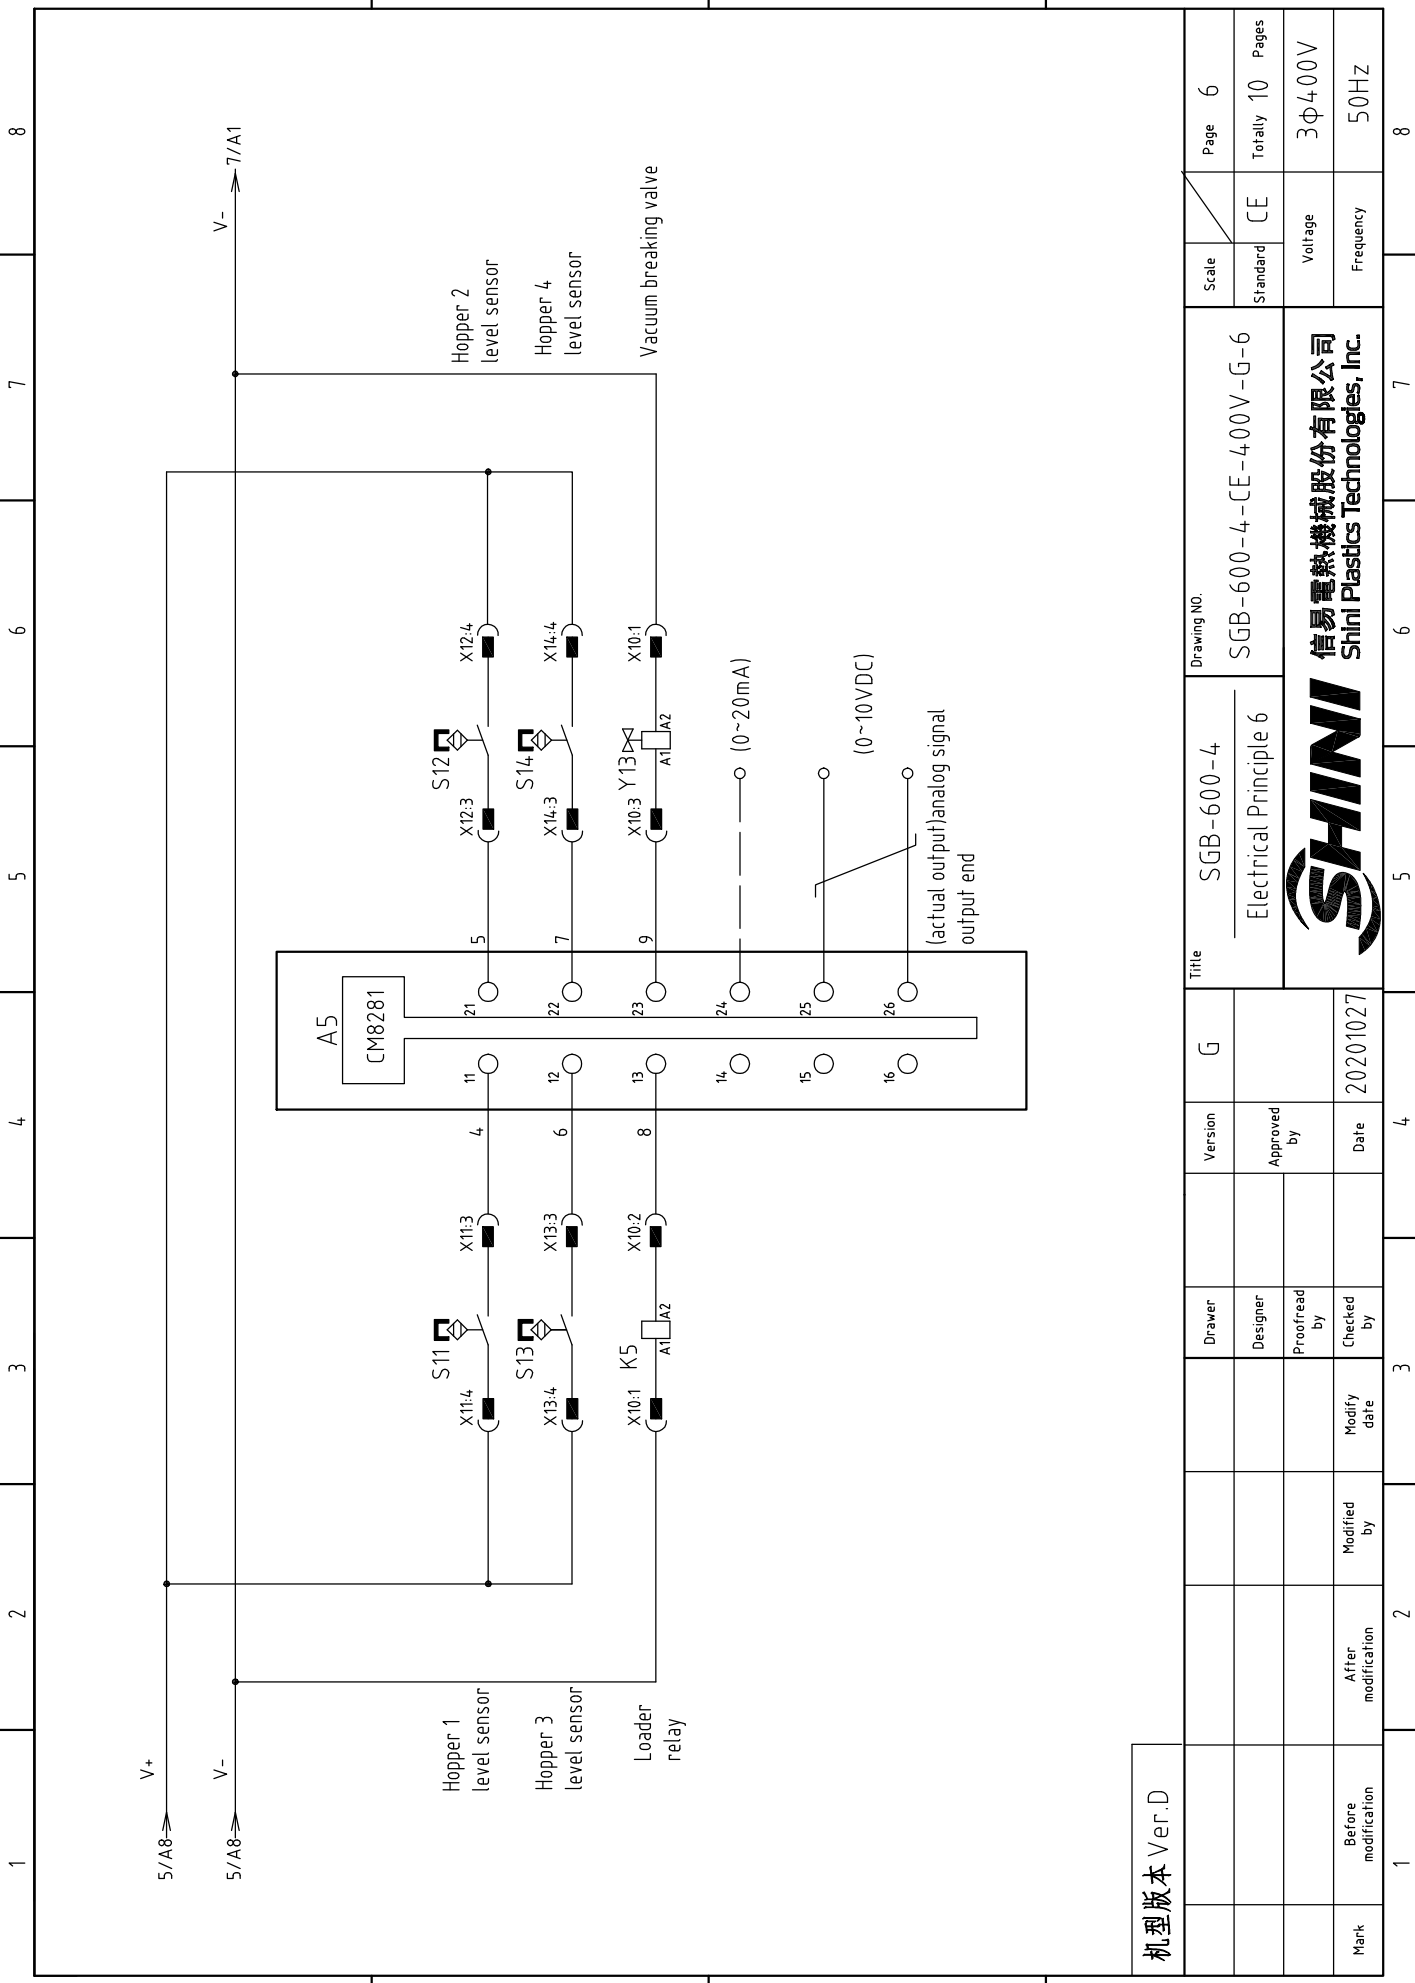 1 2 3 4 5 6 7 8
5/A8 V+
5/A8 V- V- 7/A1
A5
CM8281
Hopper 1
level sensor
X11:4 S11 X11:3 4 11 21 5 X12:3 S12 X12:4
Hopper 2
level sensor
Hopper 3
level sensor
X13:4 S13 X13:3 6 12 22 7 X14:3 S14 X14:4
Hopper 4
level sensor
Loader
relay
X10:1 K5 A1 A2 X10:2 8 13 23 9 X10:3 Y13 A1 A2 X10:1
Vacuum breaking valve
14 24 (0~20mA)
15 25
(0~10VDC)
16 26
(actual output)analog signal
output end
机型版本 Ver.D
Mark
Before
modification
After
modification
Modified
by
Modify
date
Drawer
Designer
Proofread
by
Checked
by
Version G
Approved
by
Date 20201027
Title
SGB-600-4
Electrical Principle 6
Drawing NO.
SGB-600-4-CE-400V-G-6
SHINI
信易電熱機械股份有限公司
Shini Plastics Technologies, Inc.
Scale Page 6
Standard CE Totally 10 Pages
Voltage 3ϕ400V
Frequency 50HZ
1 2 3 4 5 6 7 8